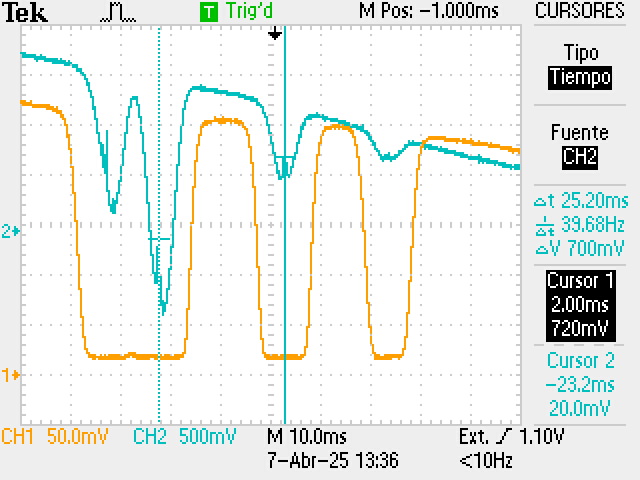 Tek T Trig'd M Pos: -1.000ms CURSORES
Tipo
Tiempo
Fuente
CH2
Δt 25.20ms
1/Δt 39.68Hz
ΔV 700mV
Cursor 1
2.00ms
720mV
Cursor 2
-23.2ms
20.0mV
2
1
CH1 50.0mV CH2 500mV M 10.0ms Ext. 1.10V
7-Abr-25 13:36 <10Hz